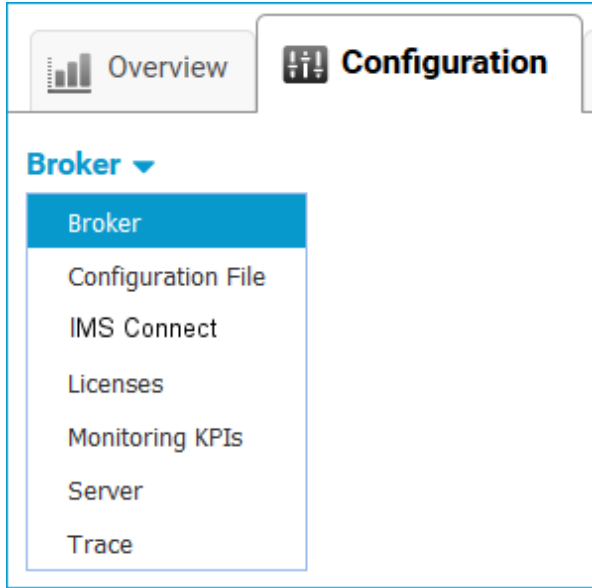 Overview
Configuration
Broker
Broker
Configuration File
IMS Connect
Licenses
Monitoring KPIs
Server
Trace